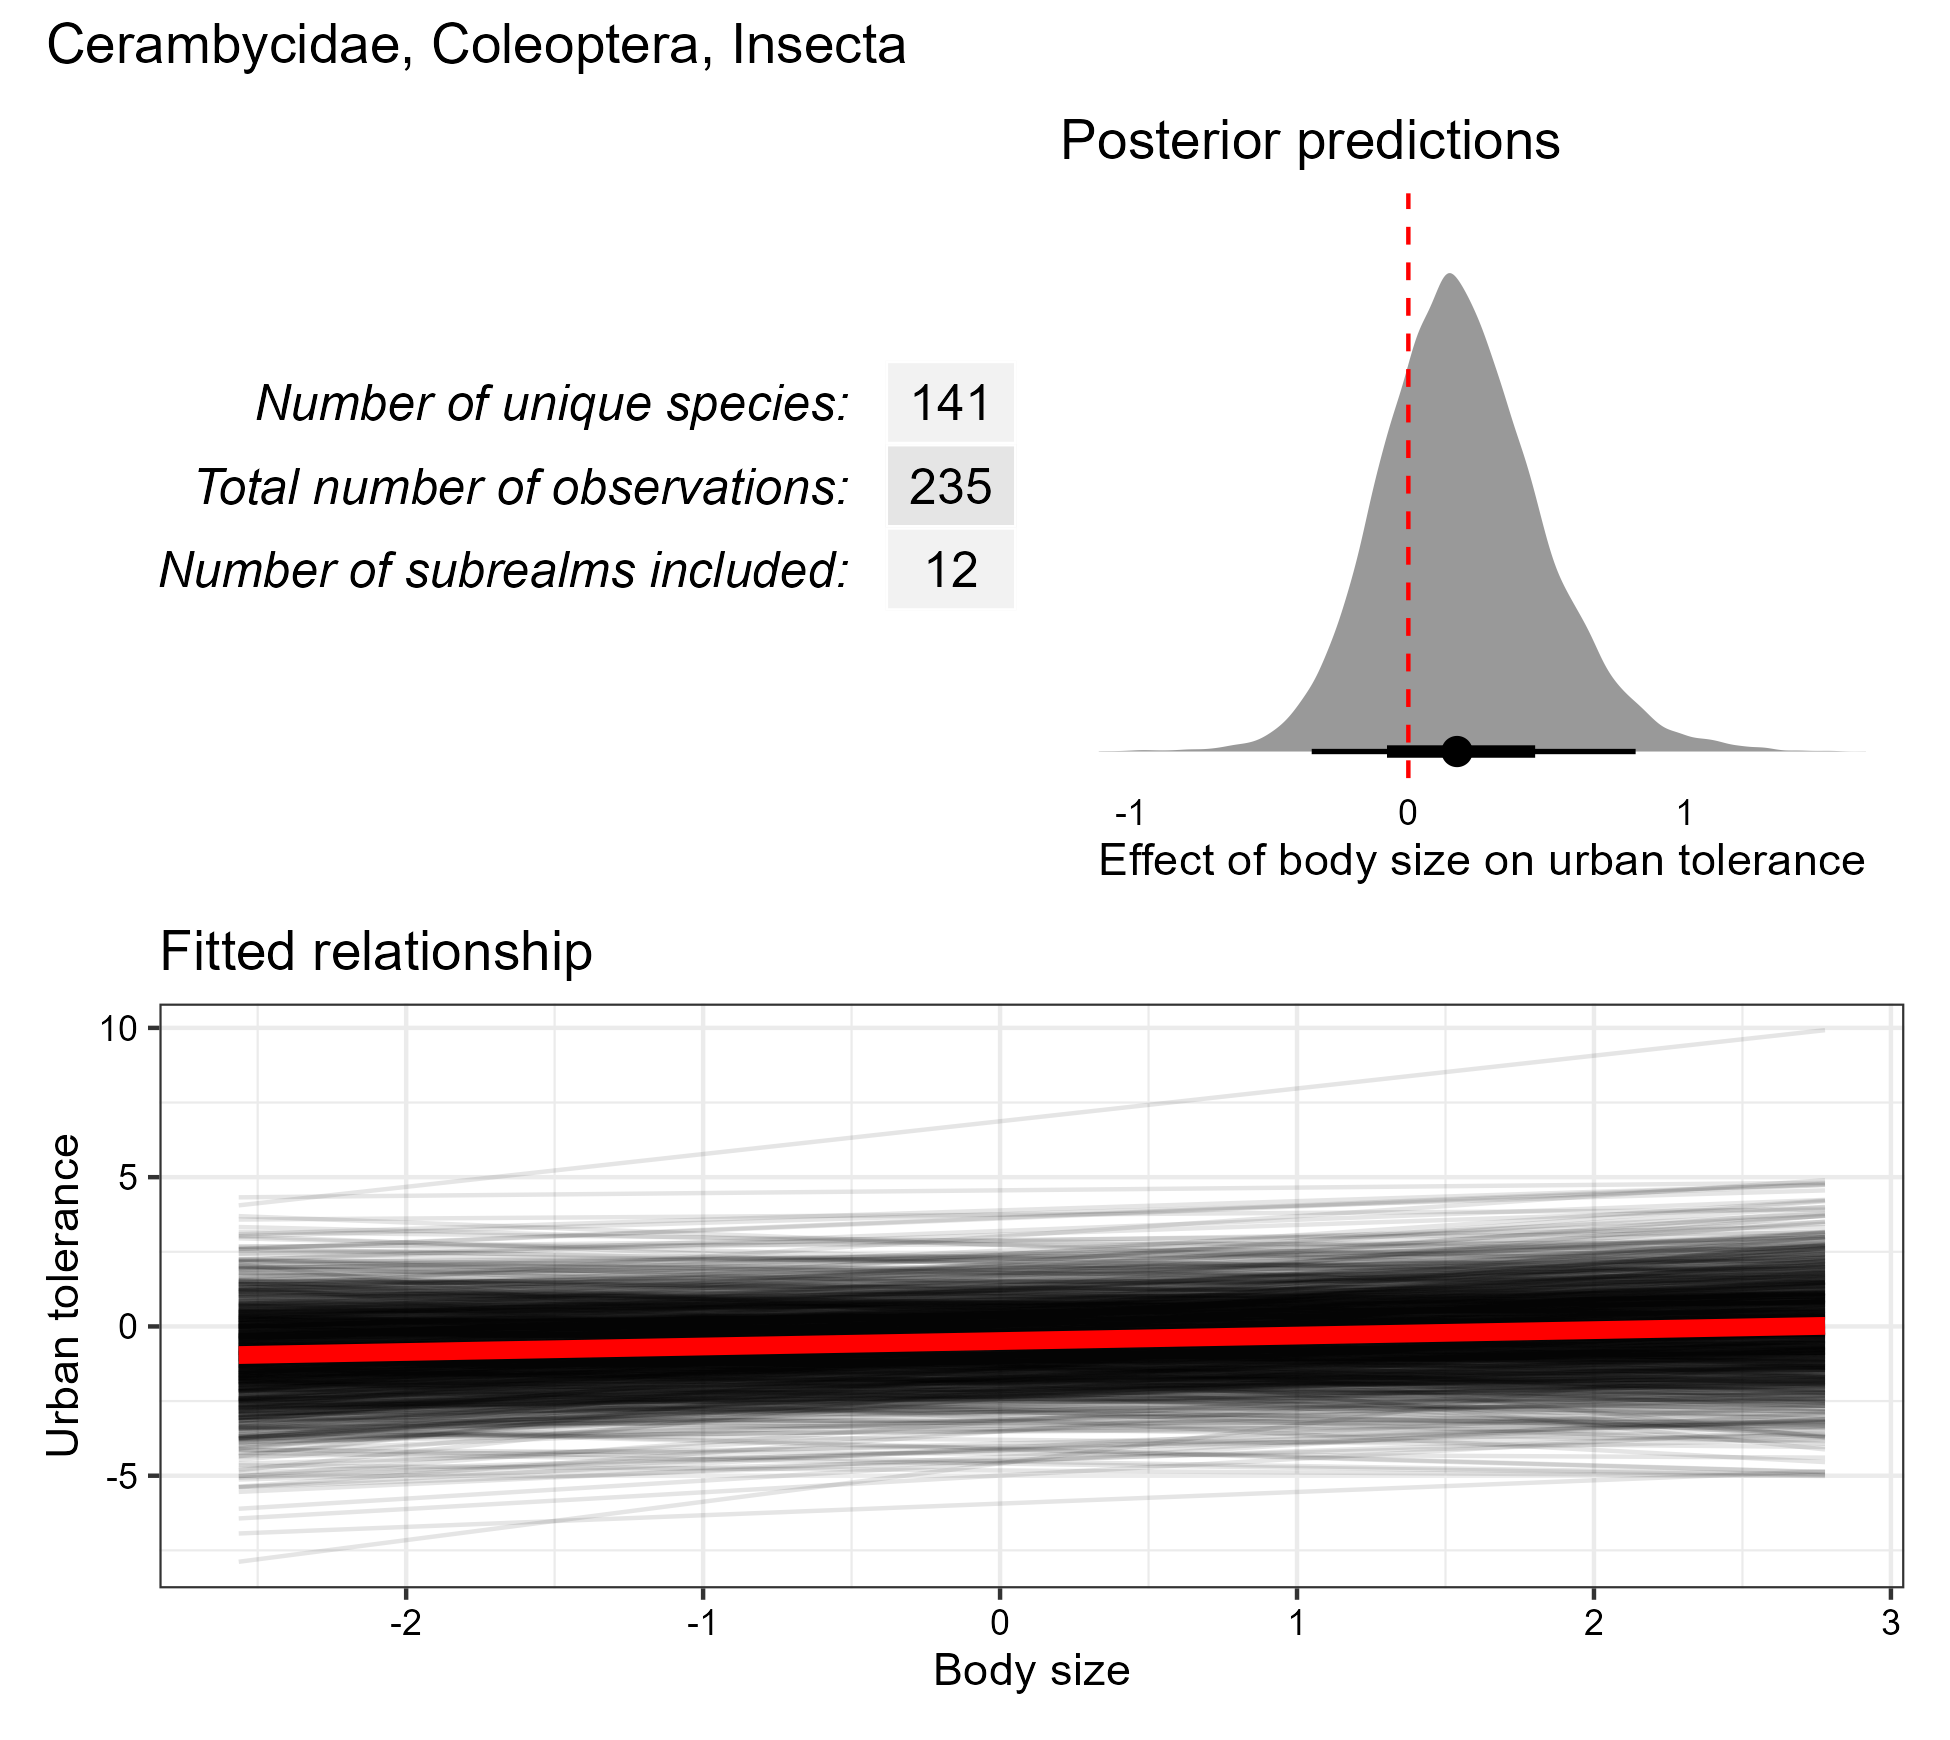 Cerambycidae, Coleoptera, Insecta
Posterior predictions
Number of unique species: 141
Total number of observations: 235
Number of subrealms included: 12
-1 0 1
Effect of body size on urban tolerance
Fitted relationship
Urban tolerance
10
5
0
-5
-2 -1 0 1 2 3
Body size